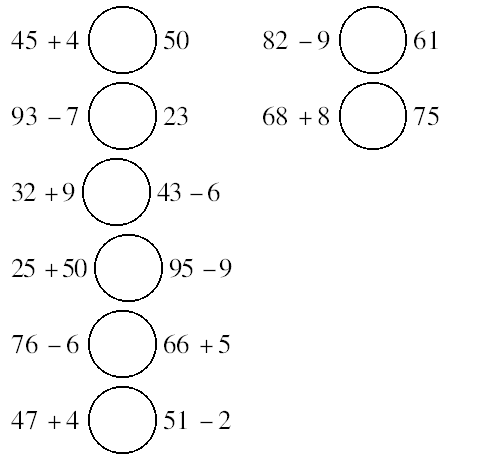 45 + 4 ◯ 50
82 − 9 ◯ 61
93 − 7 ◯ 23
68 + 8 ◯ 75
32 + 9 ◯ 43 − 6
25 + 50 ◯ 95 − 9
76 − 6 ◯ 66 + 5
47 + 4 ◯ 51 − 2